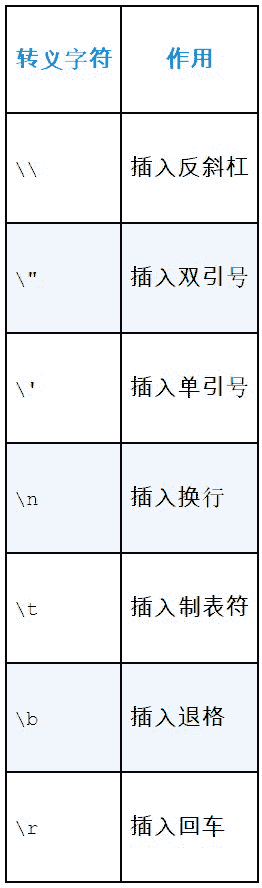 转义字符 作用
\\ 插入反斜杠
\" 插入双引号
\' 插入单引号
\n 插入换行
\t 插入制表符
\b 插入退格
\r 插入回车